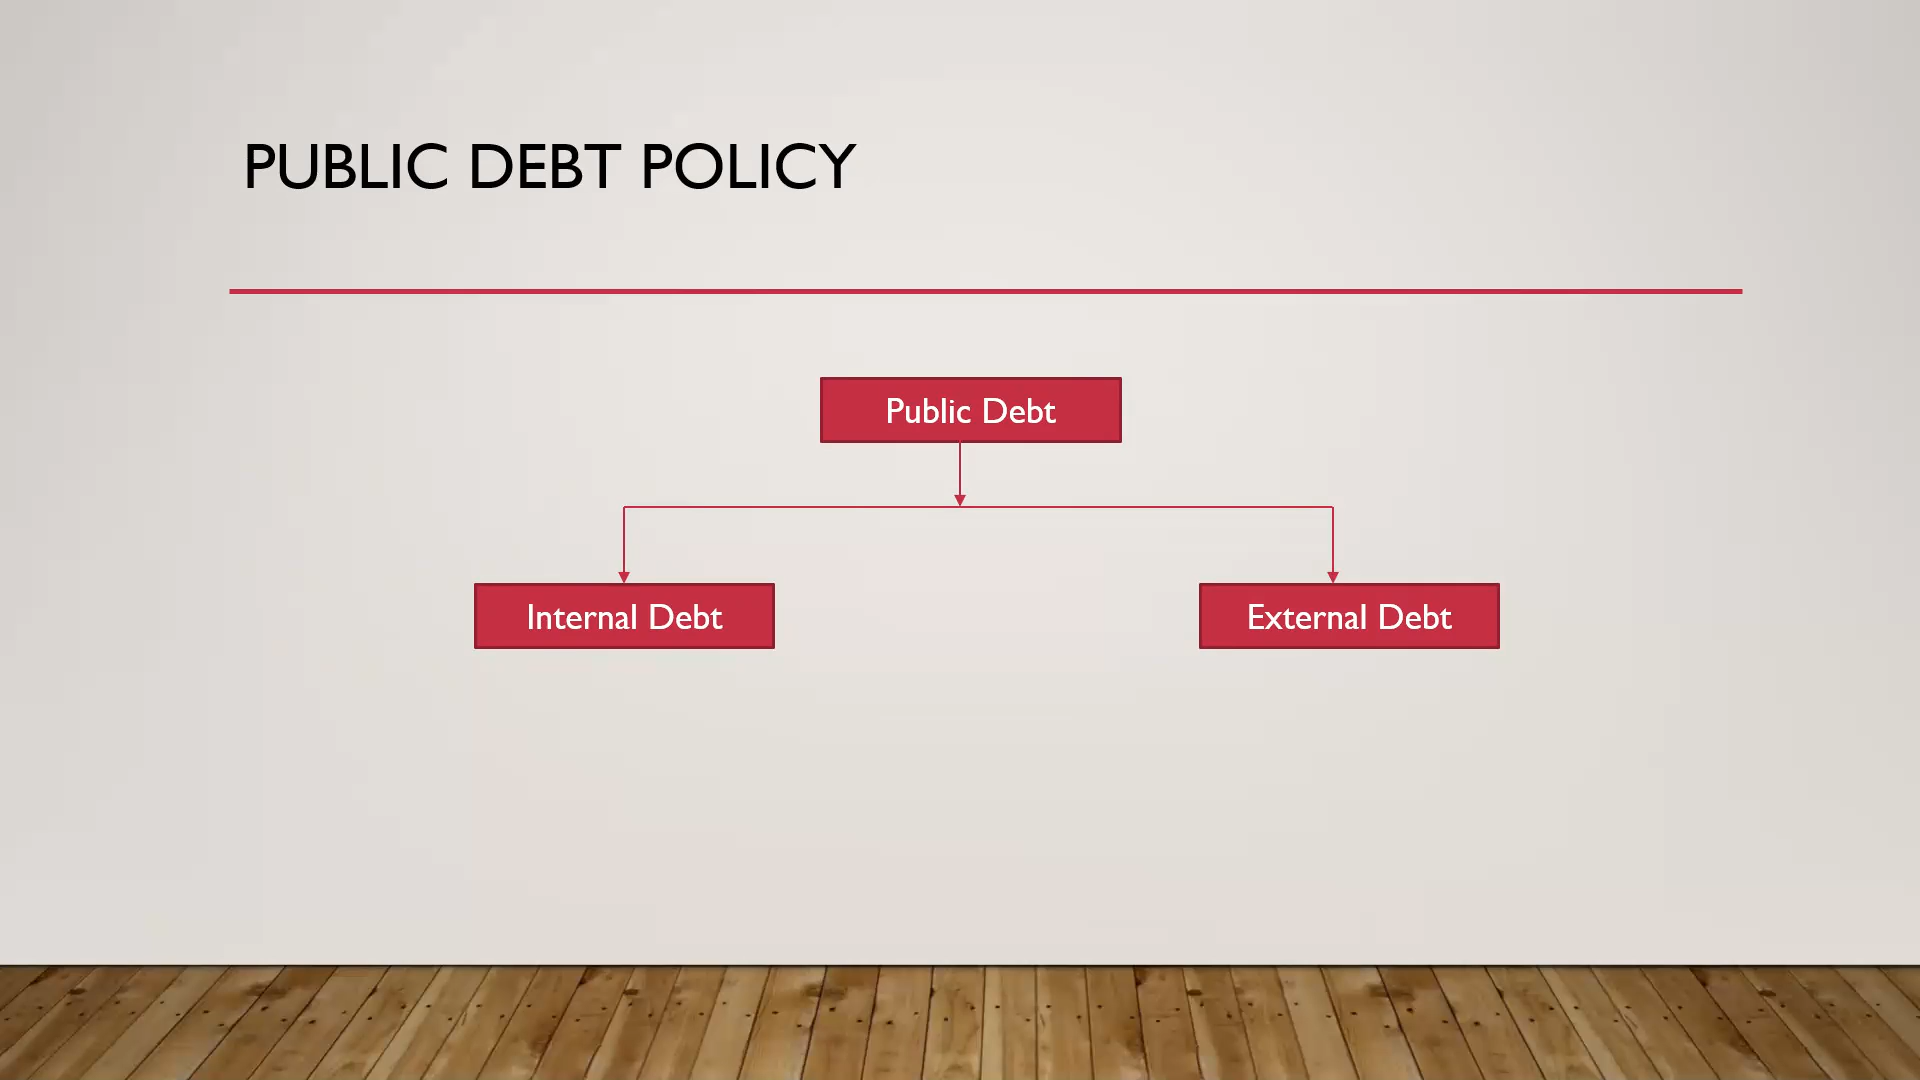 PUBLIC DEBT POLICY
Public Debt
Internal Debt
External Debt